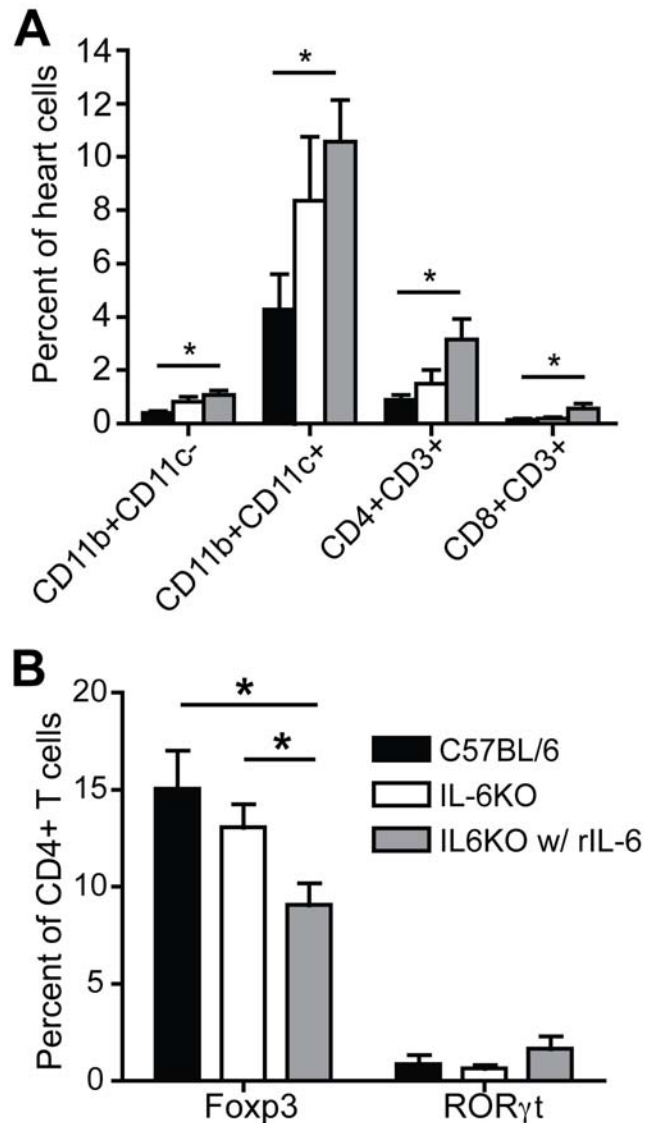 A
Percent of heart cells
14
12
10
8
6
4
2
0
*
*
*
*
CD11b+CD11c-
CD11b+CD11c+
CD4+CD3+
CD8+CD3+
B
Percent of CD4+ T cells
20
15
10
5
0
*
*
C57BL/6
IL-6KO
IL6KO w/ rIL-6
Foxp3
RORγt